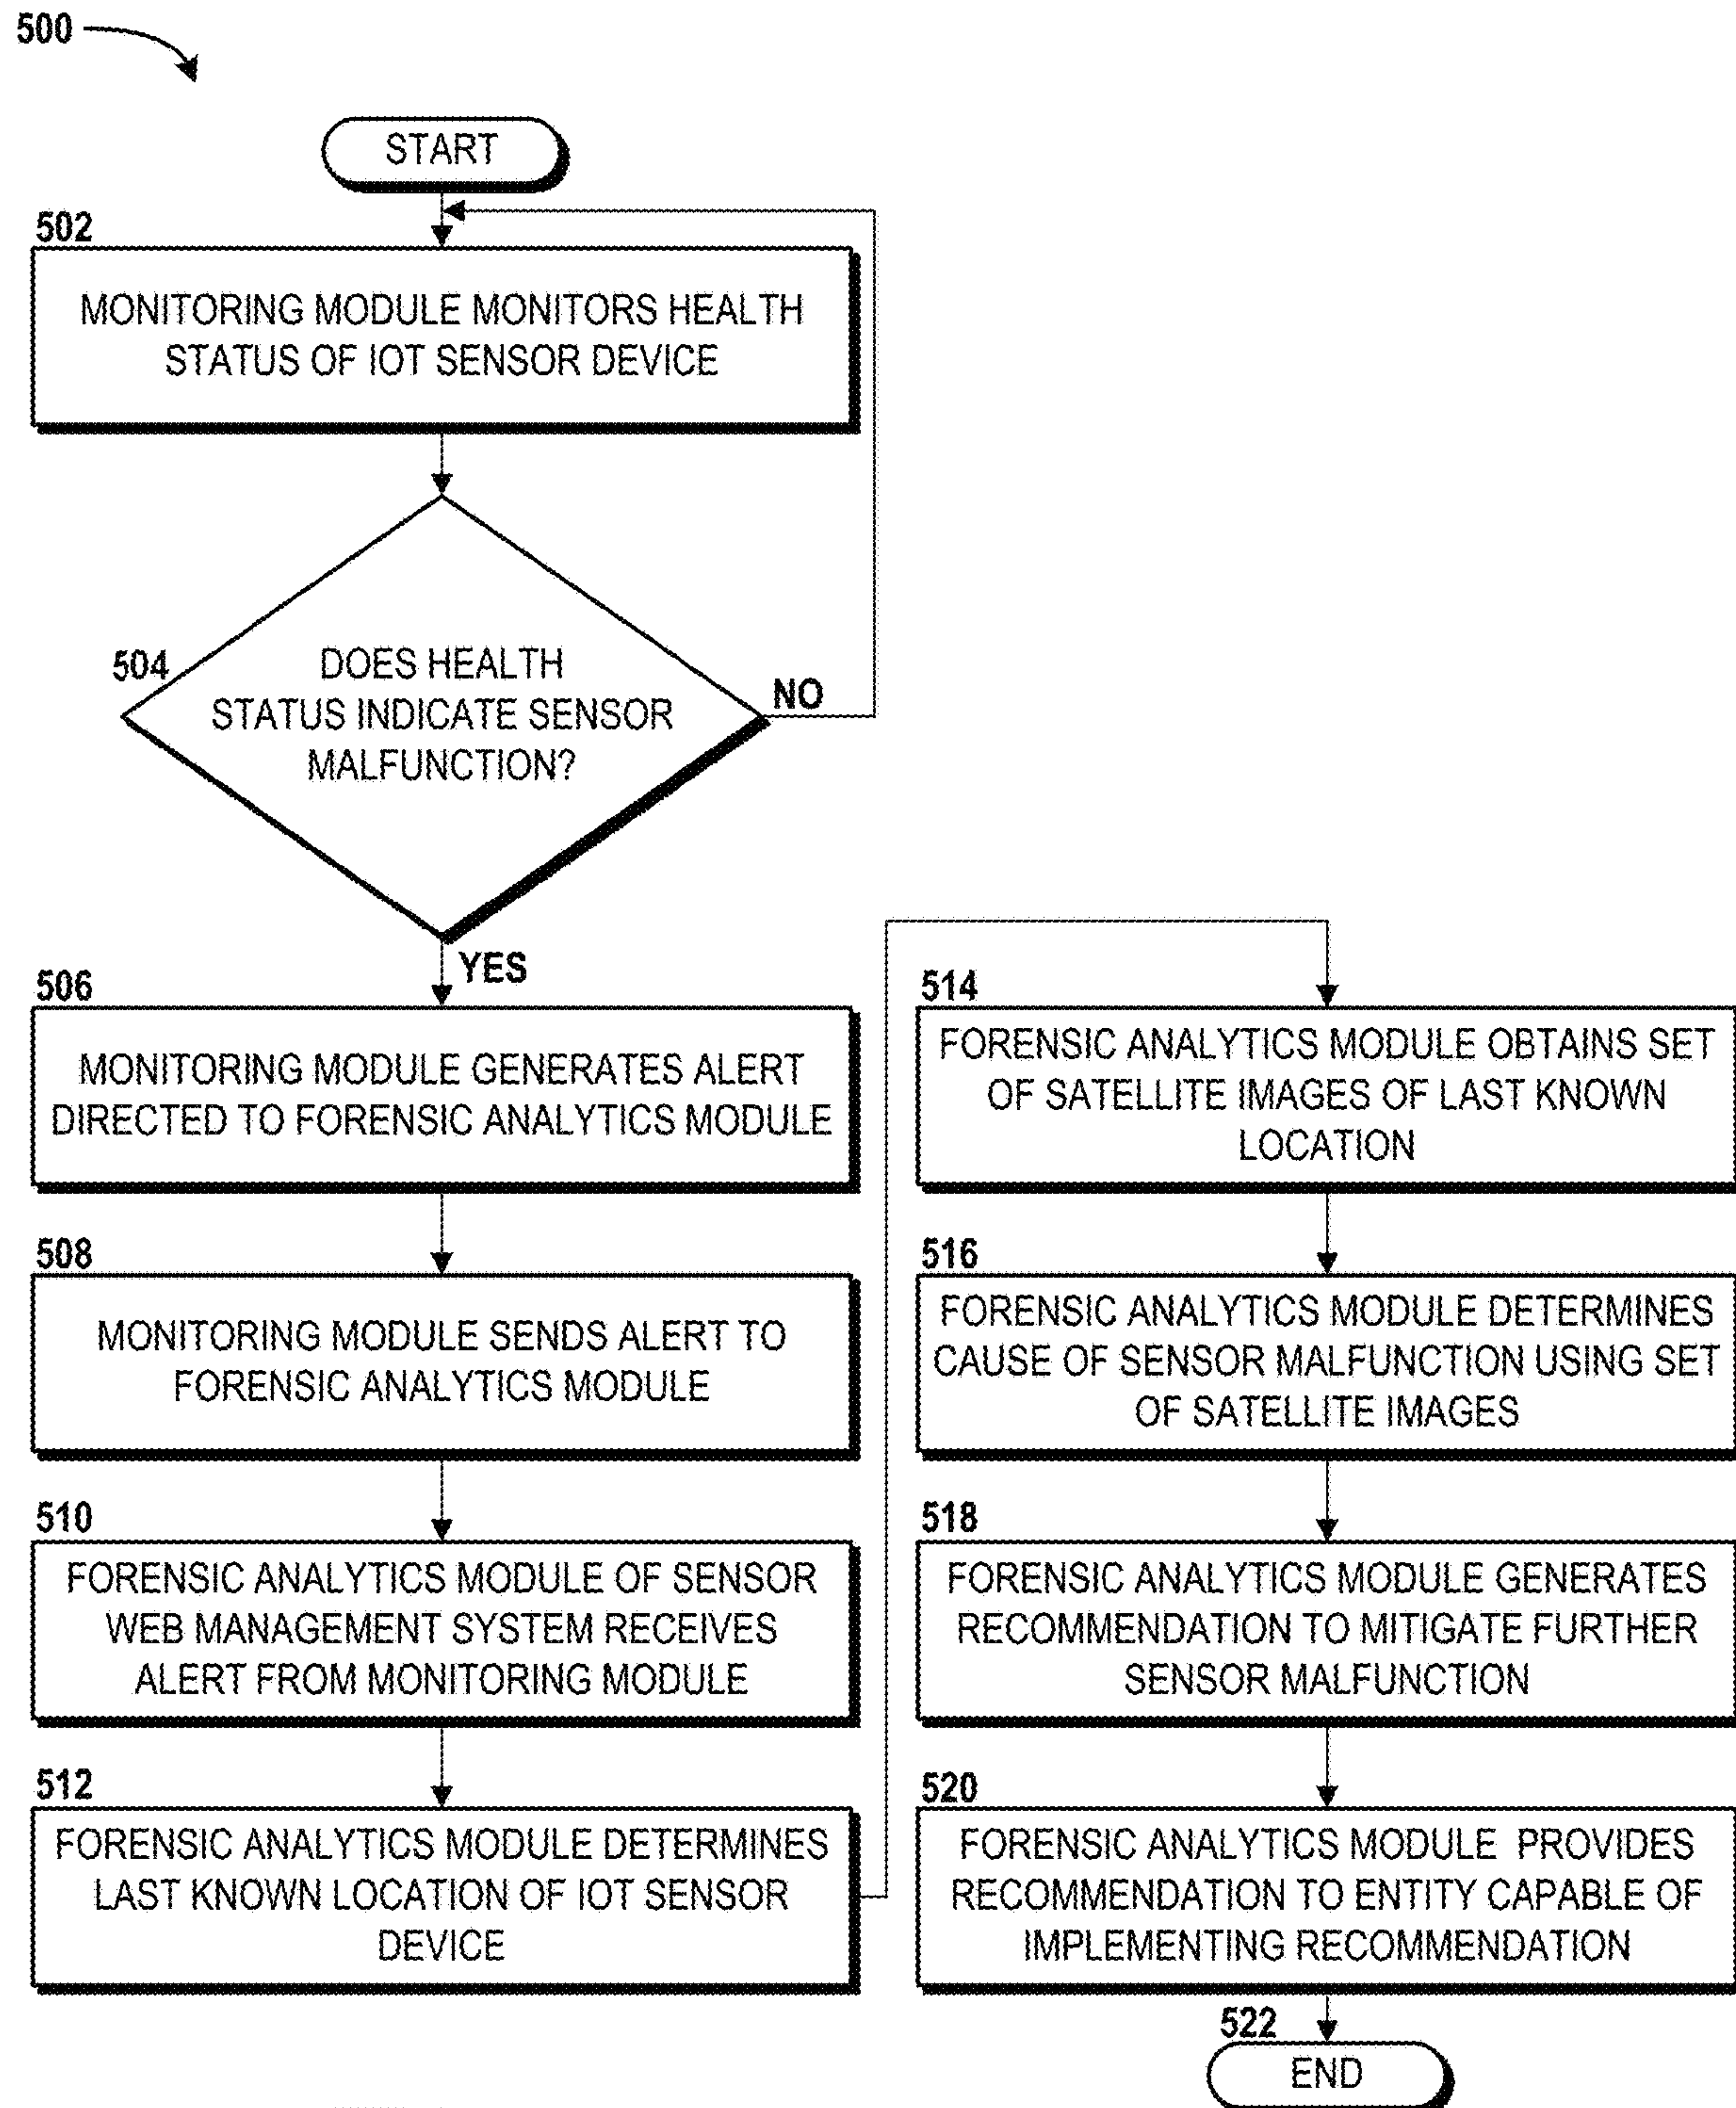 500
START
502
MONITORING MODULE MONITORS HEALTH
STATUS OF IOT SENSOR DEVICE
504
DOES HEALTH
STATUS INDICATE SENSOR
MALFUNCTION?
NO
YES
506
MONITORING MODULE GENERATES ALERT
DIRECTED TO FORENSIC ANALYTICS MODULE
508
MONITORING MODULE SENDS ALERT TO
FORENSIC ANALYTICS MODULE
510
FORENSIC ANALYTICS MODULE OF SENSOR
WEB MANAGEMENT SYSTEM RECEIVES
ALERT FROM MONITORING MODULE
512
FORENSIC ANALYTICS MODULE DETERMINES
LAST KNOWN LOCATION OF IOT SENSOR
DEVICE
514
FORENSIC ANALYTICS MODULE OBTAINS SET
OF SATELLITE IMAGES OF LAST KNOWN
LOCATION
516
FORENSIC ANALYTICS MODULE DETERMINES
CAUSE OF SENSOR MALFUNCTION USING SET
OF SATELLITE IMAGES
518
FORENSIC ANALYTICS MODULE GENERATES
RECOMMENDATION TO MITIGATE FURTHER
SENSOR MALFUNCTION
520
FORENSIC ANALYTICS MODULE PROVIDES
RECOMMENDATION TO ENTITY CAPABLE OF
IMPLEMENTING RECOMMENDATION
522
END